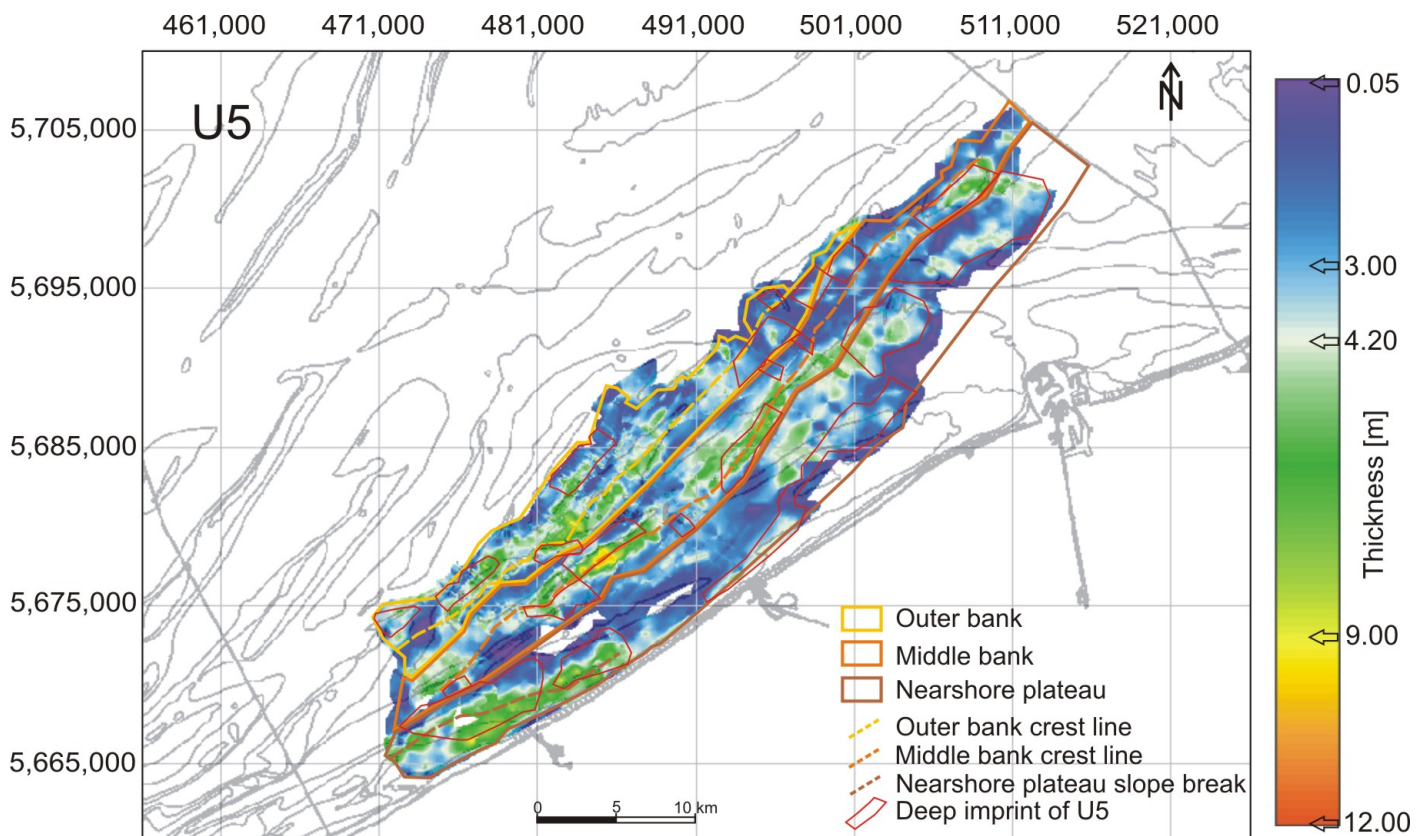 461,000 471,000 481,000 491,000 501,000 511,000 521,000
U5
N
0.05
5,705,000
3.00
5,695,000
4.20
5,685,000
Thickness [m]
5,675,000
Outer bank
9.00
Middle bank
Nearshore plateau
Outer bank crest line
Middle bank crest line
5,665,000
Nearshore plateau slope break
0 5 10 km
Deep imprint of U5
12.00